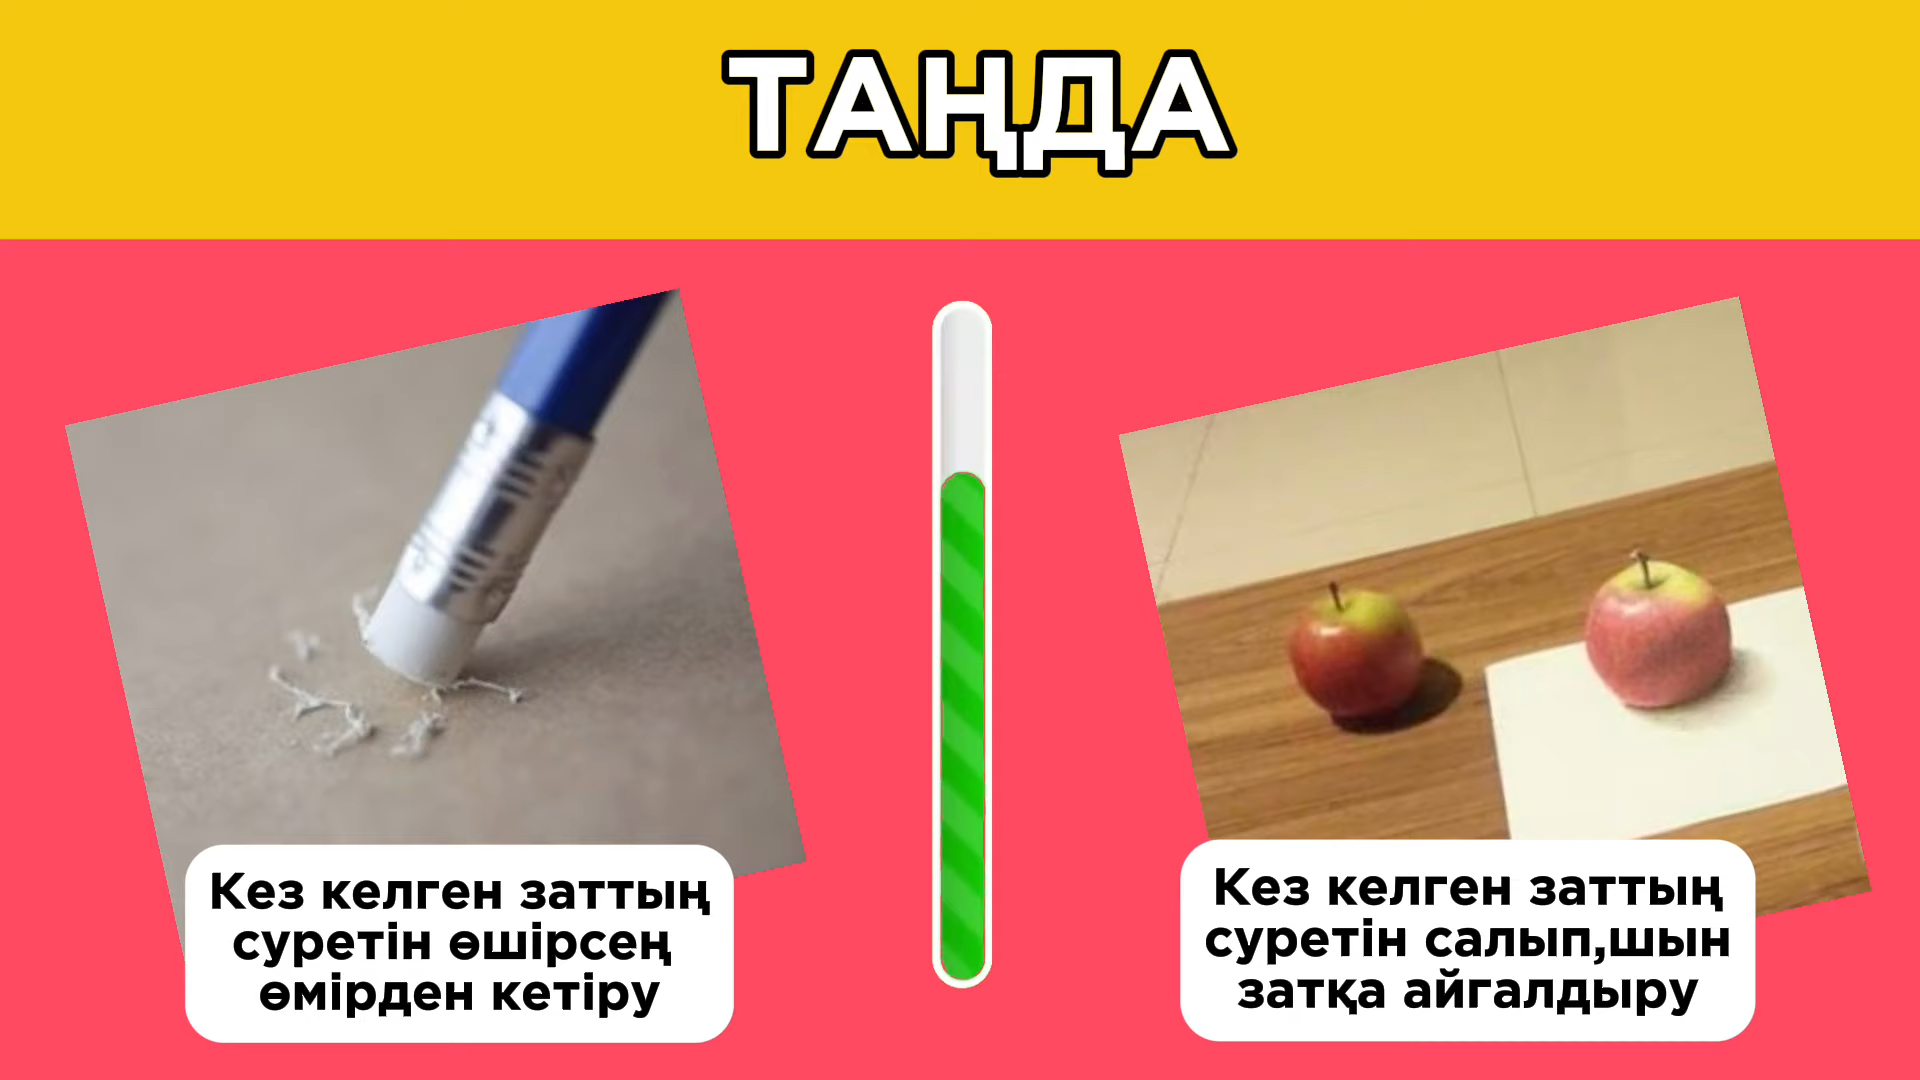 ТАҢДА
Кез келген заттың
суретін өшірсең
өмірден кетіру
Кез келген заттың
суретін салып,шын
затқа айгалдыру